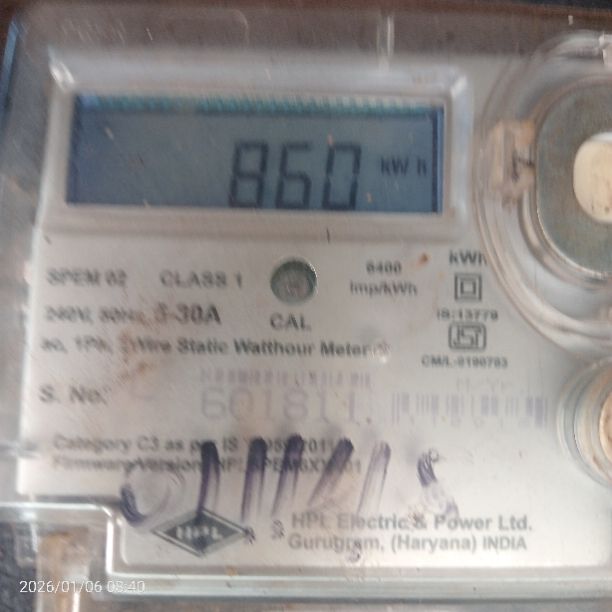 860 kW h
kWh
SPEM 02 CLASS 1 6400
imp/kWh
240V, 50Hz, 5-30A CAL IS:13779
ac, 1Ph, 2Wire Static Watthour Meter
CM/L-0190763
S. No.
601811
Category C3 as per IS
Firmware Version
HPL
HPL Electric & Power Ltd.
Gurugram, (Haryana) INDIA
2026/01/06 08:40